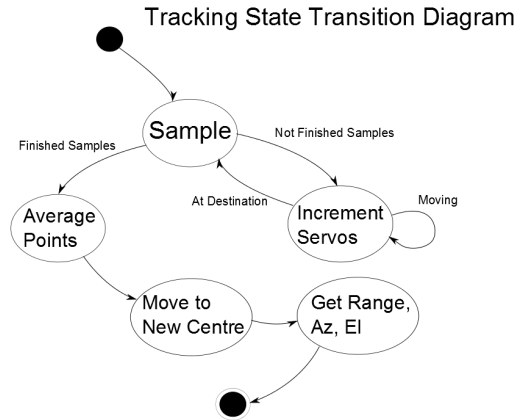 Tracking State Transition Diagram
Sample
Not Finished Samples
Finished Samples
At Destination
Moving
Average
Points
Increment
Servos
Move to
New Centre
Get Range,
Az, El